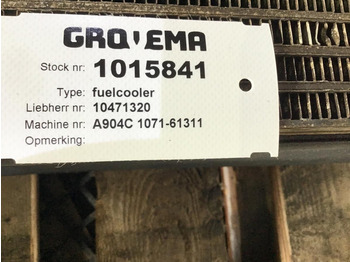 GROVEMA
Stock nr: 1015841
Type: fuelcooler
Liebherr nr: 10471320
Machine nr: A904C 1071-61311
Opmerking: